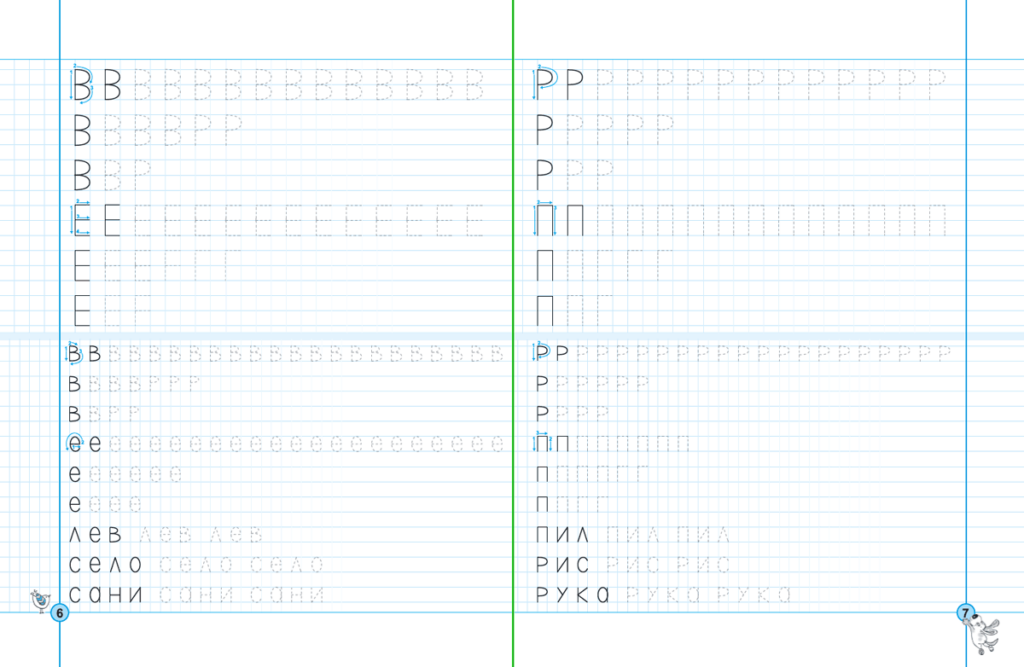 В В В В В В В В В В В В В В
В В В В Р Р
В В Р
Е Е Е Е Е Е Е Е Е Е Е Е Е Е
Е Е Е F Г Г
Е Е F
в в в в в в в в в в в в в в в в в в в в в в
в в в в р р р
в в р р
е е е е е е е е е е е е е е е е е е е е е е
е е е е е е
е е е е
лев лев лев
село село село
сани сани сани
6
Р Р Р Р Р Р Р Р Р Р Р Р Р Р
Р Р Р Р Р
Р Р Р
П П П П П П П П П П П П П П
П П Г Г Г
П П Г
р р р р р р р р р р р р р р р р р р р р р
р р р р р р
р р р р
п п п п п п п п
п п п п г г
п п г г
пил пил пил
рис рис рис
рука рука рука
7